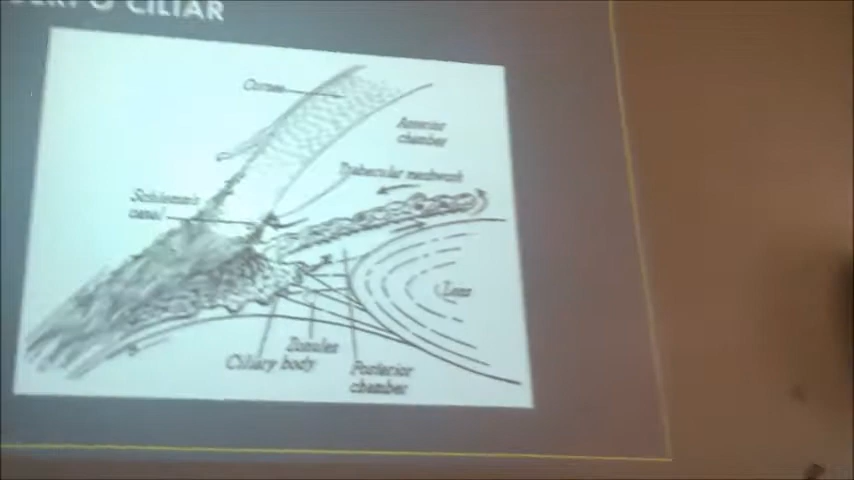 CILIAR
Cornea
Anterior
chamber
Trabecular meshwork
Schlemm's
canal
Lens
Zonules
Ciliary body
Posterior
chamber